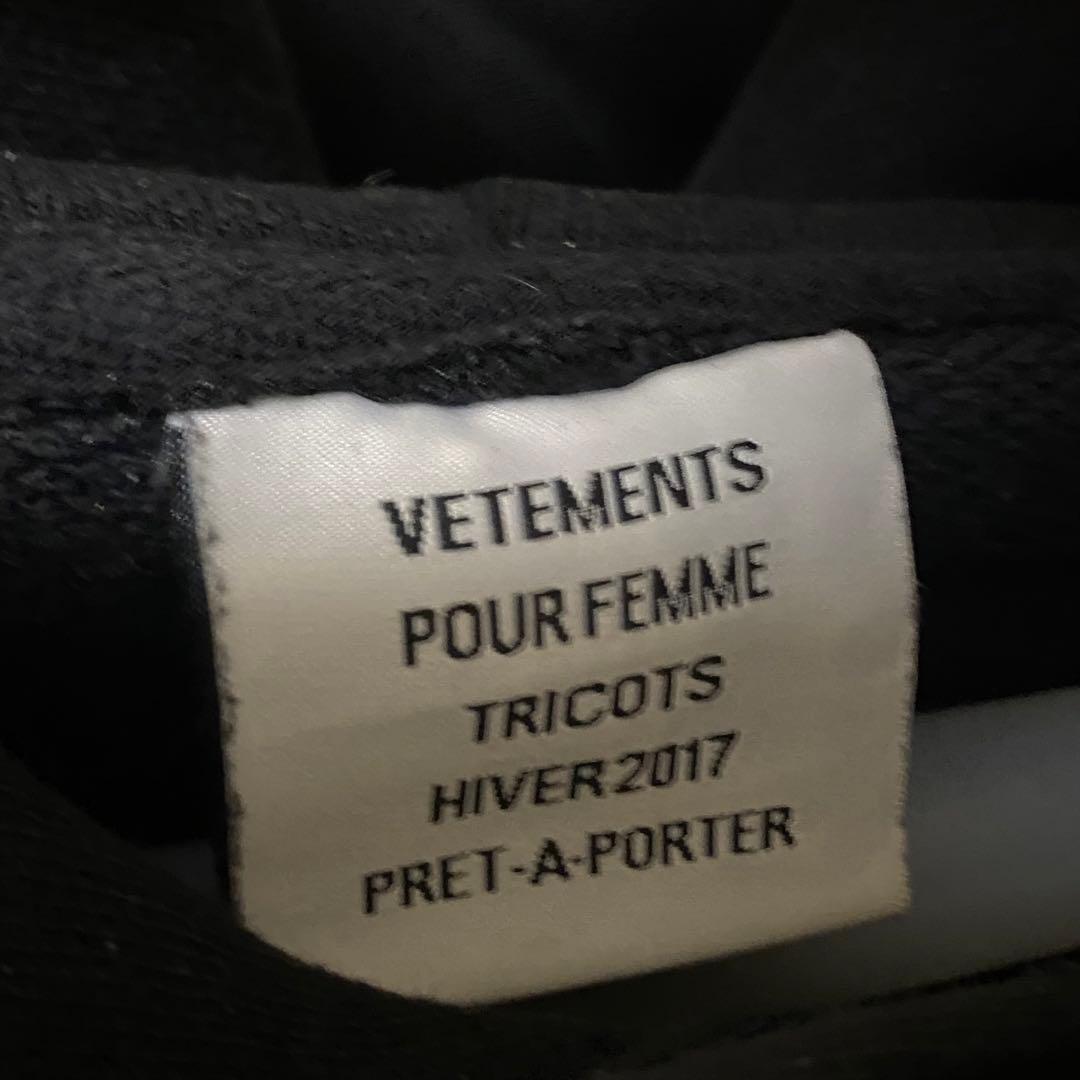 VETEMENTS
POUR FEMME
TRICOTS
HIVER 2017
PRET-A-PORTER